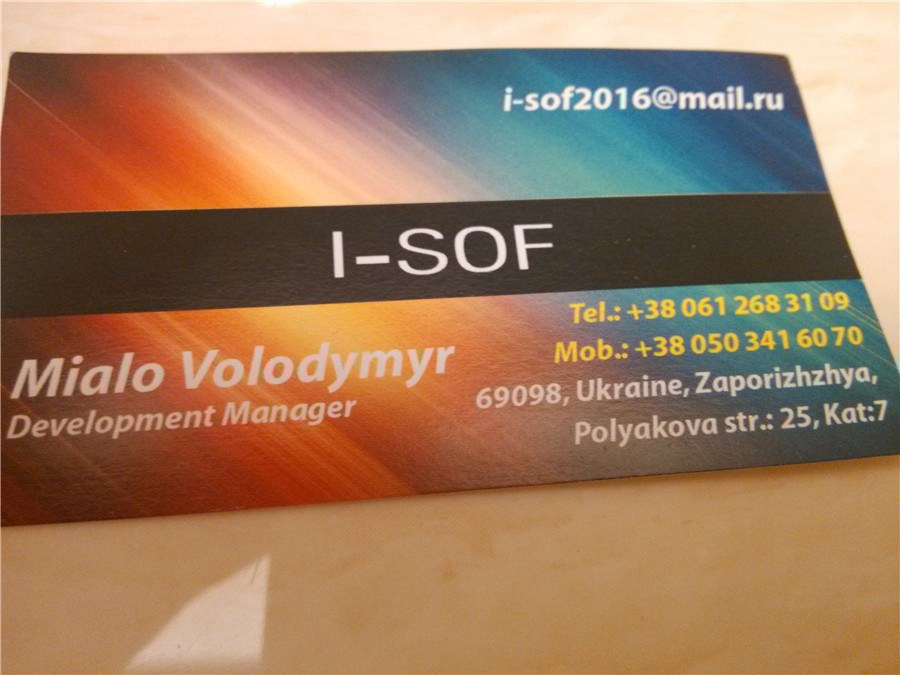 i-sof2016@mail.ru
I-SOF
Mialo Volodymyr
Development Manager
Tel.: +38 061 268 31 09
Mob.: +38 050 341 60 70
69098, Ukraine, Zaporizhzhya,
Polyakova str.: 25, Kat:7